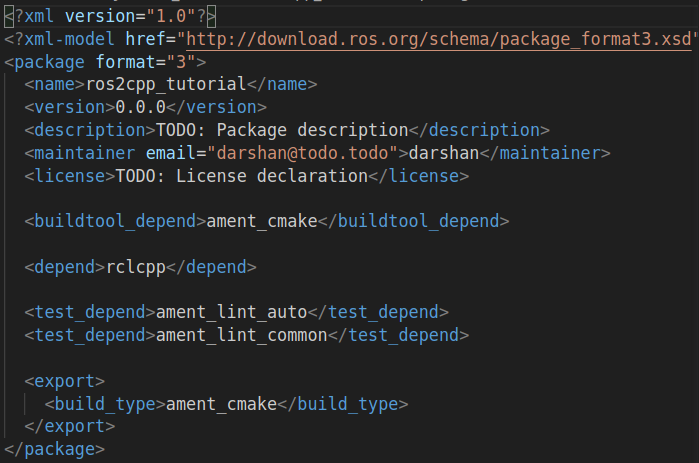 <?xml version="1.0"?>
<?xml-model href="http://download.ros.org/schema/package_format3.xsd"
<package format="3">
  <name>ros2cpp_tutorial</name>
  <version>0.0.0</version>
  <description>TODO: Package description</description>
  <maintainer email="darshan@todo.todo">darshan</maintainer>
  <license>TODO: License declaration</license>

  <buildtool_depend>ament_cmake</buildtool_depend>

  <depend>rclcpp</depend>

  <test_depend>ament_lint_auto</test_depend>
  <test_depend>ament_lint_common</test_depend>

  <export>
    <build_type>ament_cmake</build_type>
  </export>
</package>